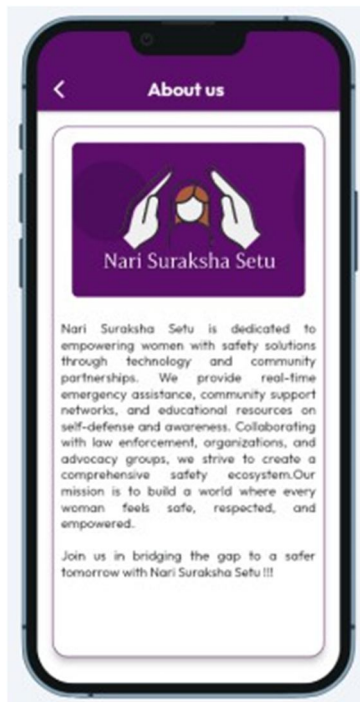 About us
Nari Suraksha Setu
Nari Suraksha Setu is dedicated to
empowering women with safety solutions
through technology and community
partnerships. We provide real-time
emergency assistance, community support
networks, and educational resources on
self-defense and awareness. Collaborating
with law enforcement, organizations, and
advocacy groups, we strive to create a
comprehensive safety ecosystem.Our
mission is to build a world where every
woman feels safe, respected, and
empowered.
Join us in bridging the gap to a safer
tomorrow with Nari Suraksha Setu !!!